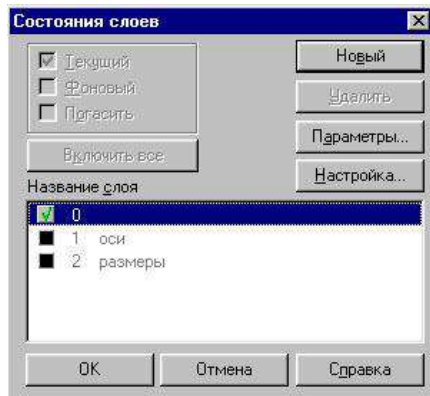 Состояния слоев
Текущий
Фоновый
Погасить
Включить все
Новый
Удалить
Параметры...
Настройка...
Название слоя
0
1 оси
2 размеры
OK Отмена Справка